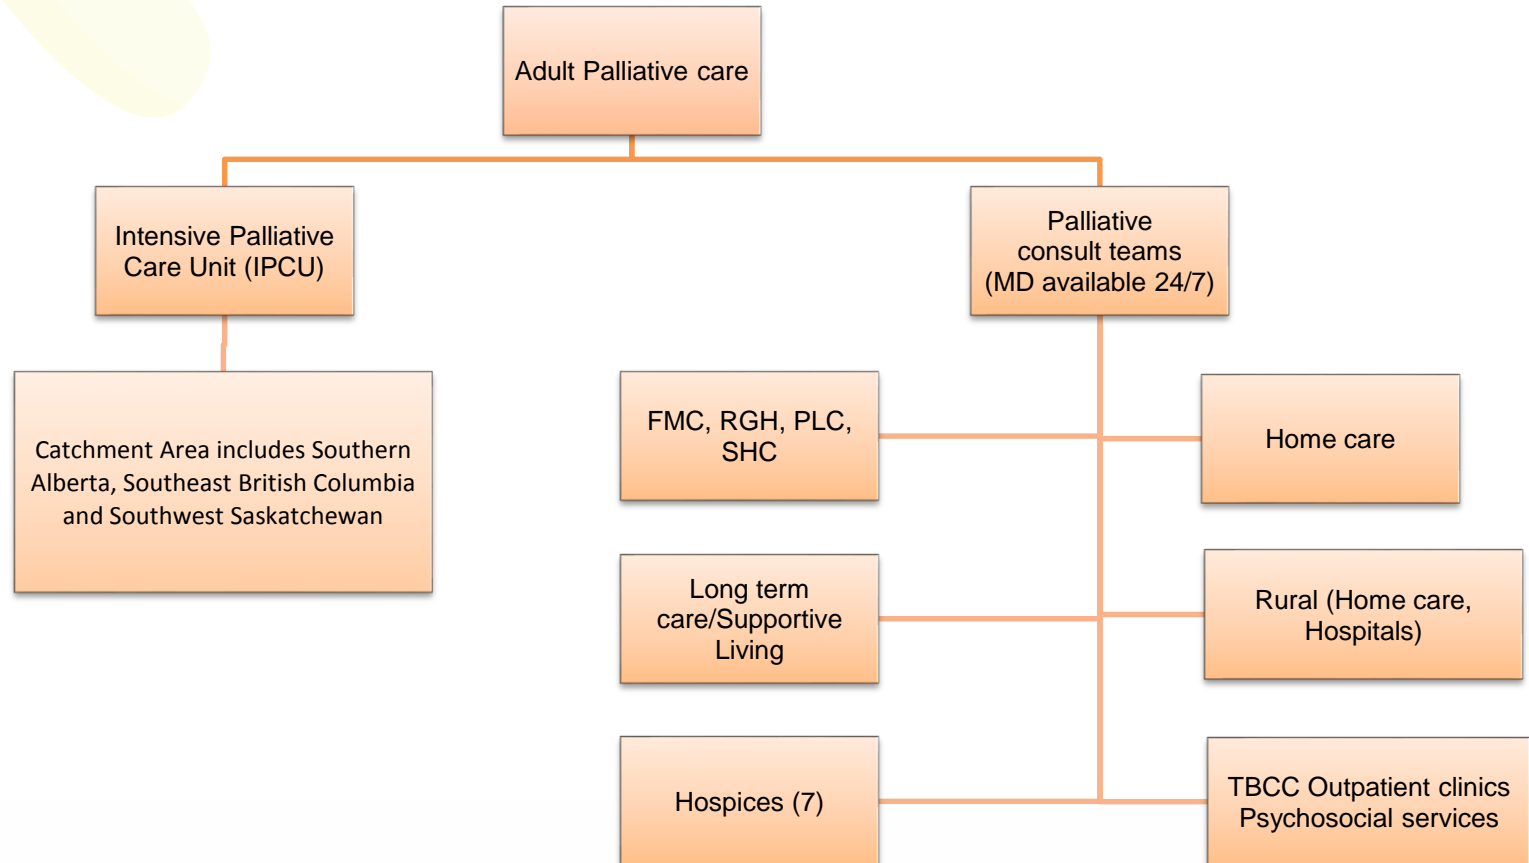 Adult Palliative care
Intensive Palliative
Care Unit (IPCU)
Palliative
consult teams
(MD available 24/7)
Catchment Area includes Southern
Alberta, Southeast British Columbia
and Southwest Saskatchewan
FMC, RGH, PLC,
SHC
Home care
Long term
care/Supportive
Living
Rural (Home care,
Hospitals)
Hospices (7)
TBCC Outpatient clinics
Psychosocial services